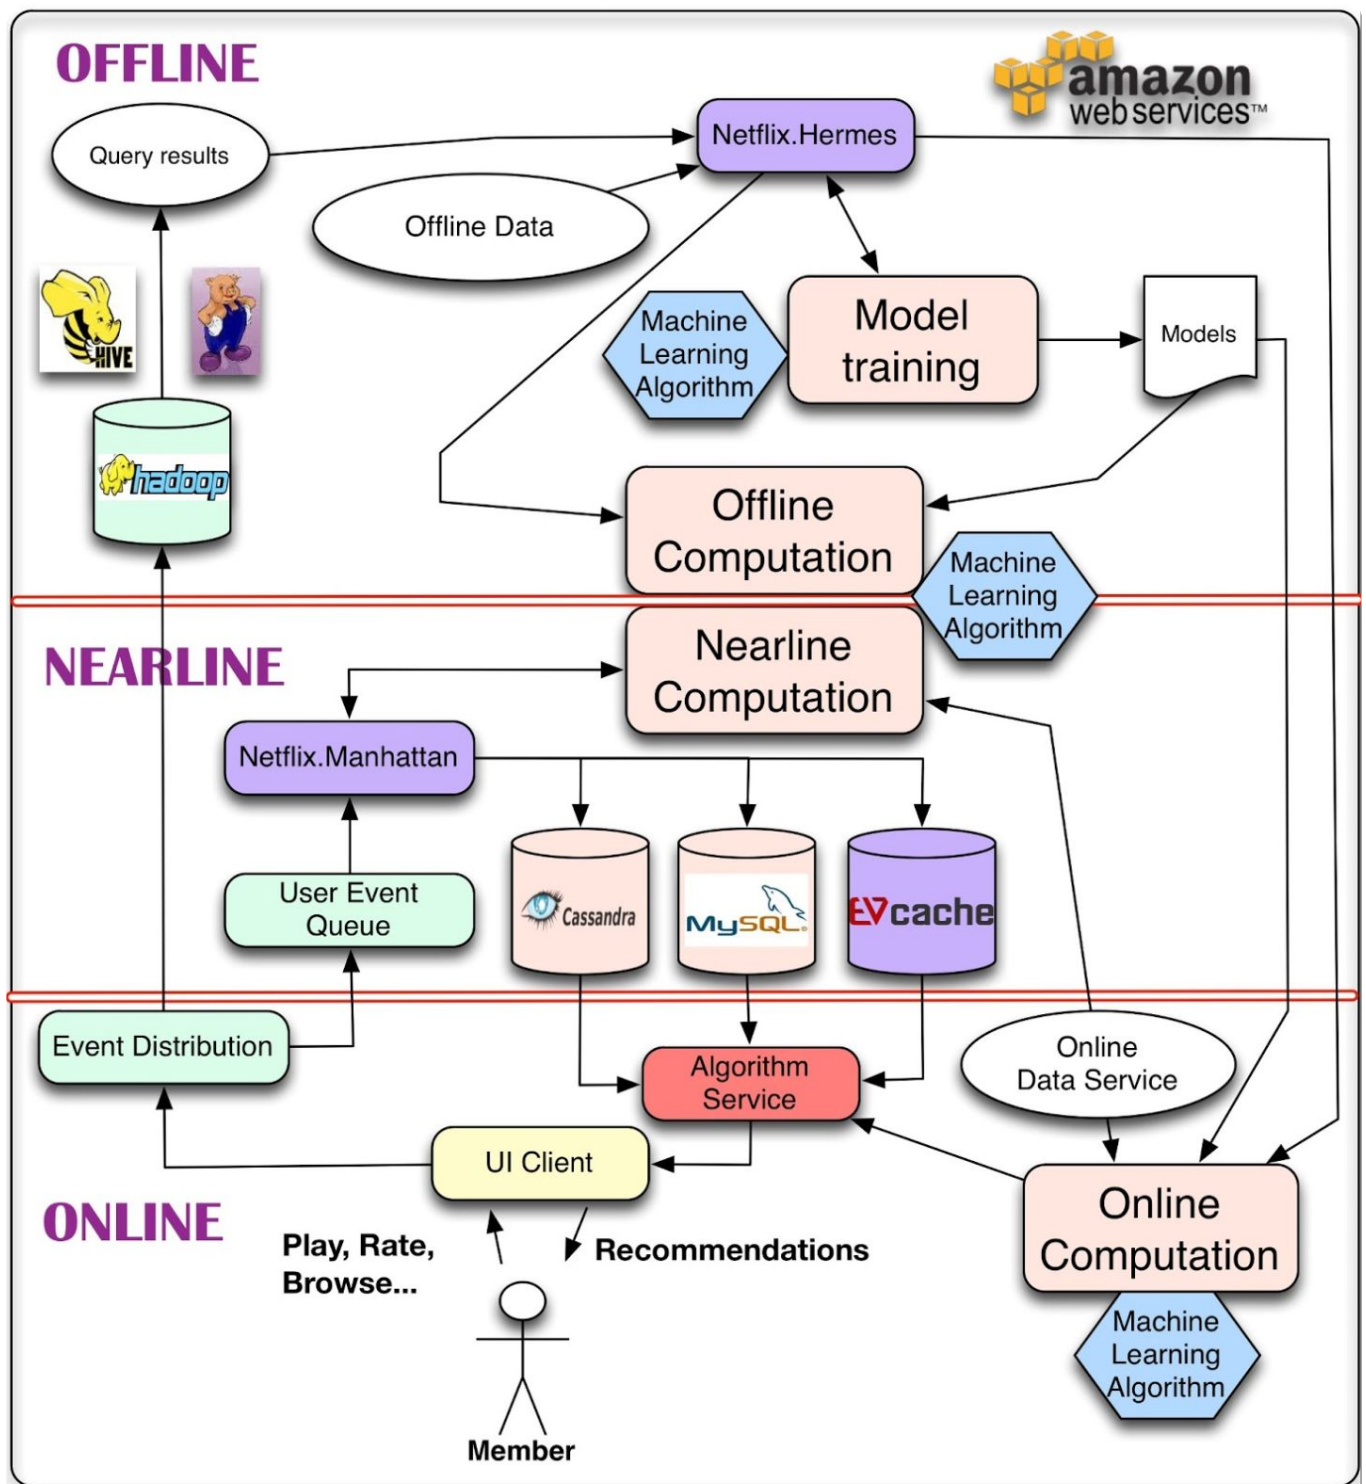 OFFLINE
amazon
webservices™
Query results
Netflix.Hermes
Offline Data
HIVE
Machine
Learning
Algorithm
Model
training
Models
hadoop
Offline
Computation
Machine
Learning
Algorithm
NEARLINE
Nearline
Computation
Netflix.Manhattan
User Event
Queue
Cassandra
MySQL®
EVcache
Event Distribution
Algorithm
Service
Online
Data Service
UI Client
ONLINE
Play, Rate,
Browse...
Recommendations
Online
Computation
Machine
Learning
Algorithm
Member